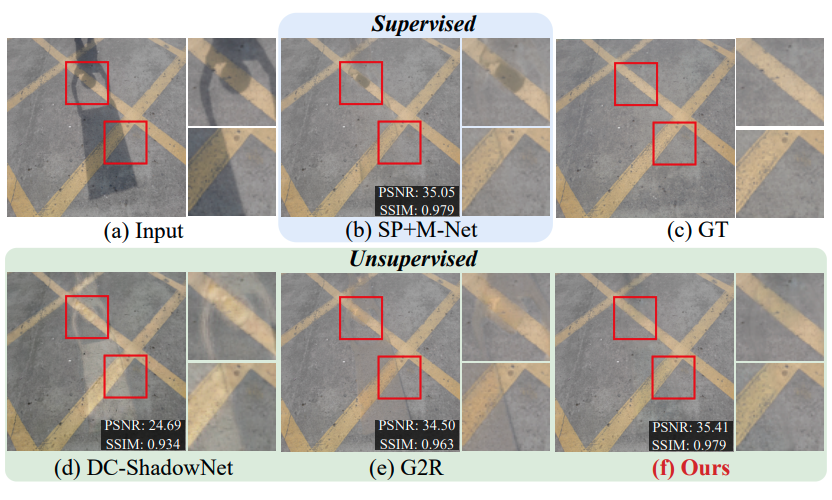 Supervised
(a) Input
PSNR: 35.05
SSIM: 0.979
(b) SP+M-Net
(c) GT
Unsupervised
PSNR: 24.69
SSIM: 0.934
(d) DC-ShadowNet
PSNR: 34.50
SSIM: 0.963
(e) G2R
PSNR: 35.41
SSIM: 0.979
(f) Ours